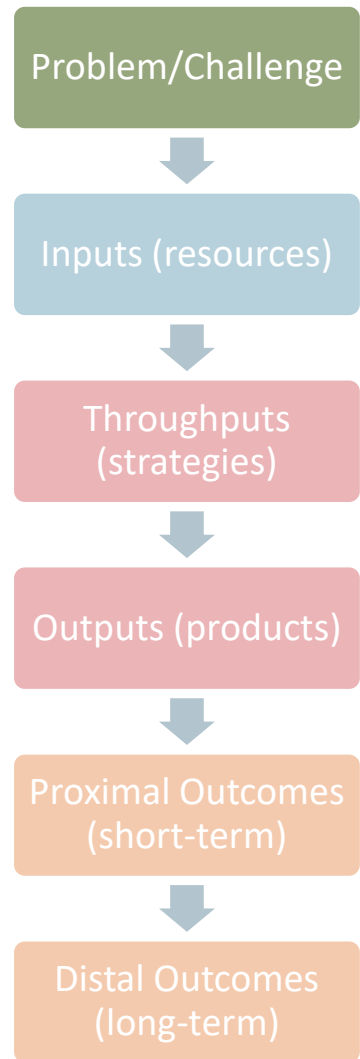 Problem/Challenge
Inputs (resources)
Throughputs
(strategies)
Outputs (products)
Proximal Outcomes
(short-term)
Distal Outcomes
(long-term)